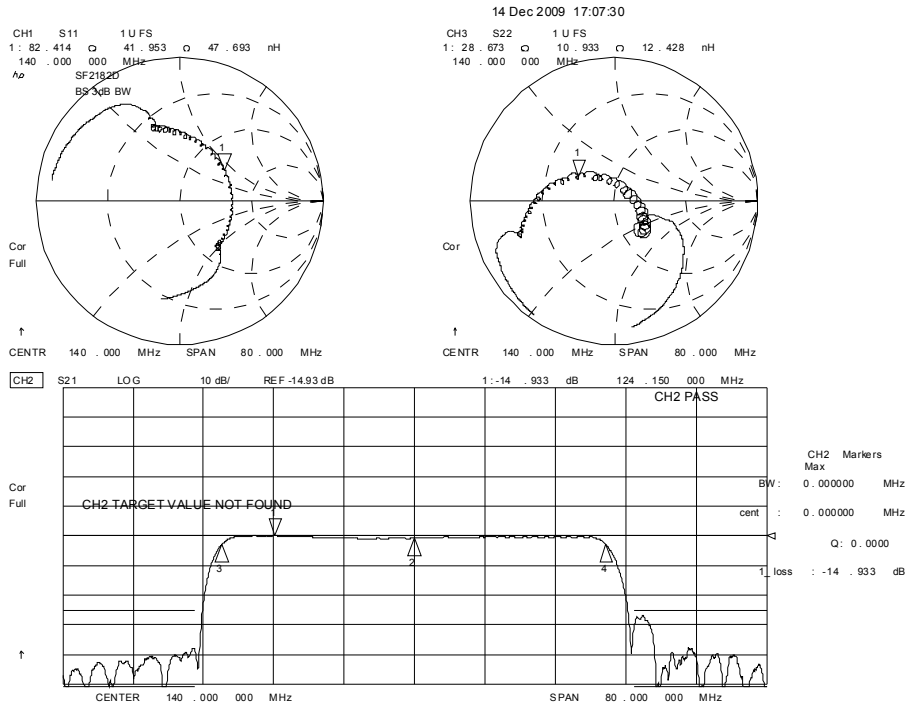 14 Dec 2009 17:07:30
CH1 S11 1 U FS
1: 82 . 414 Ω 41 . 953 Ω 47 . 693 nH
140 . 000 000 MHz
hp
SF2182D
BS 3dB BW
1
Cor
Full
↑
CENTR 140 . 000 MHz SPAN 80 . 000 MHz
CH3 S22 1 U FS
1: 28 . 673 Ω 10 . 933 Ω 12 . 428 nH
140 . 000 000 MHz
1
Cor
↑
CENTR 140 . 000 MHz SPAN 80 . 000 MHz
CH2 S21 LOG 10 dB/ REF -14.93 dB 1:-14 . 933 dB 124 . 150 000 MHz
CH2 PASS
Cor
Full
CH2 TARGET VALUE NOT FOUND
3
2
4
↑
CENTER 140 . 000 000 MHz SPAN 80 . 000 000 MHz
CH2 Markers
Max
BW : 0. 000000 MHz
cent : 0. 000000 MHz
Q: 0. 0000
1_ loss : -14 . 933 dB